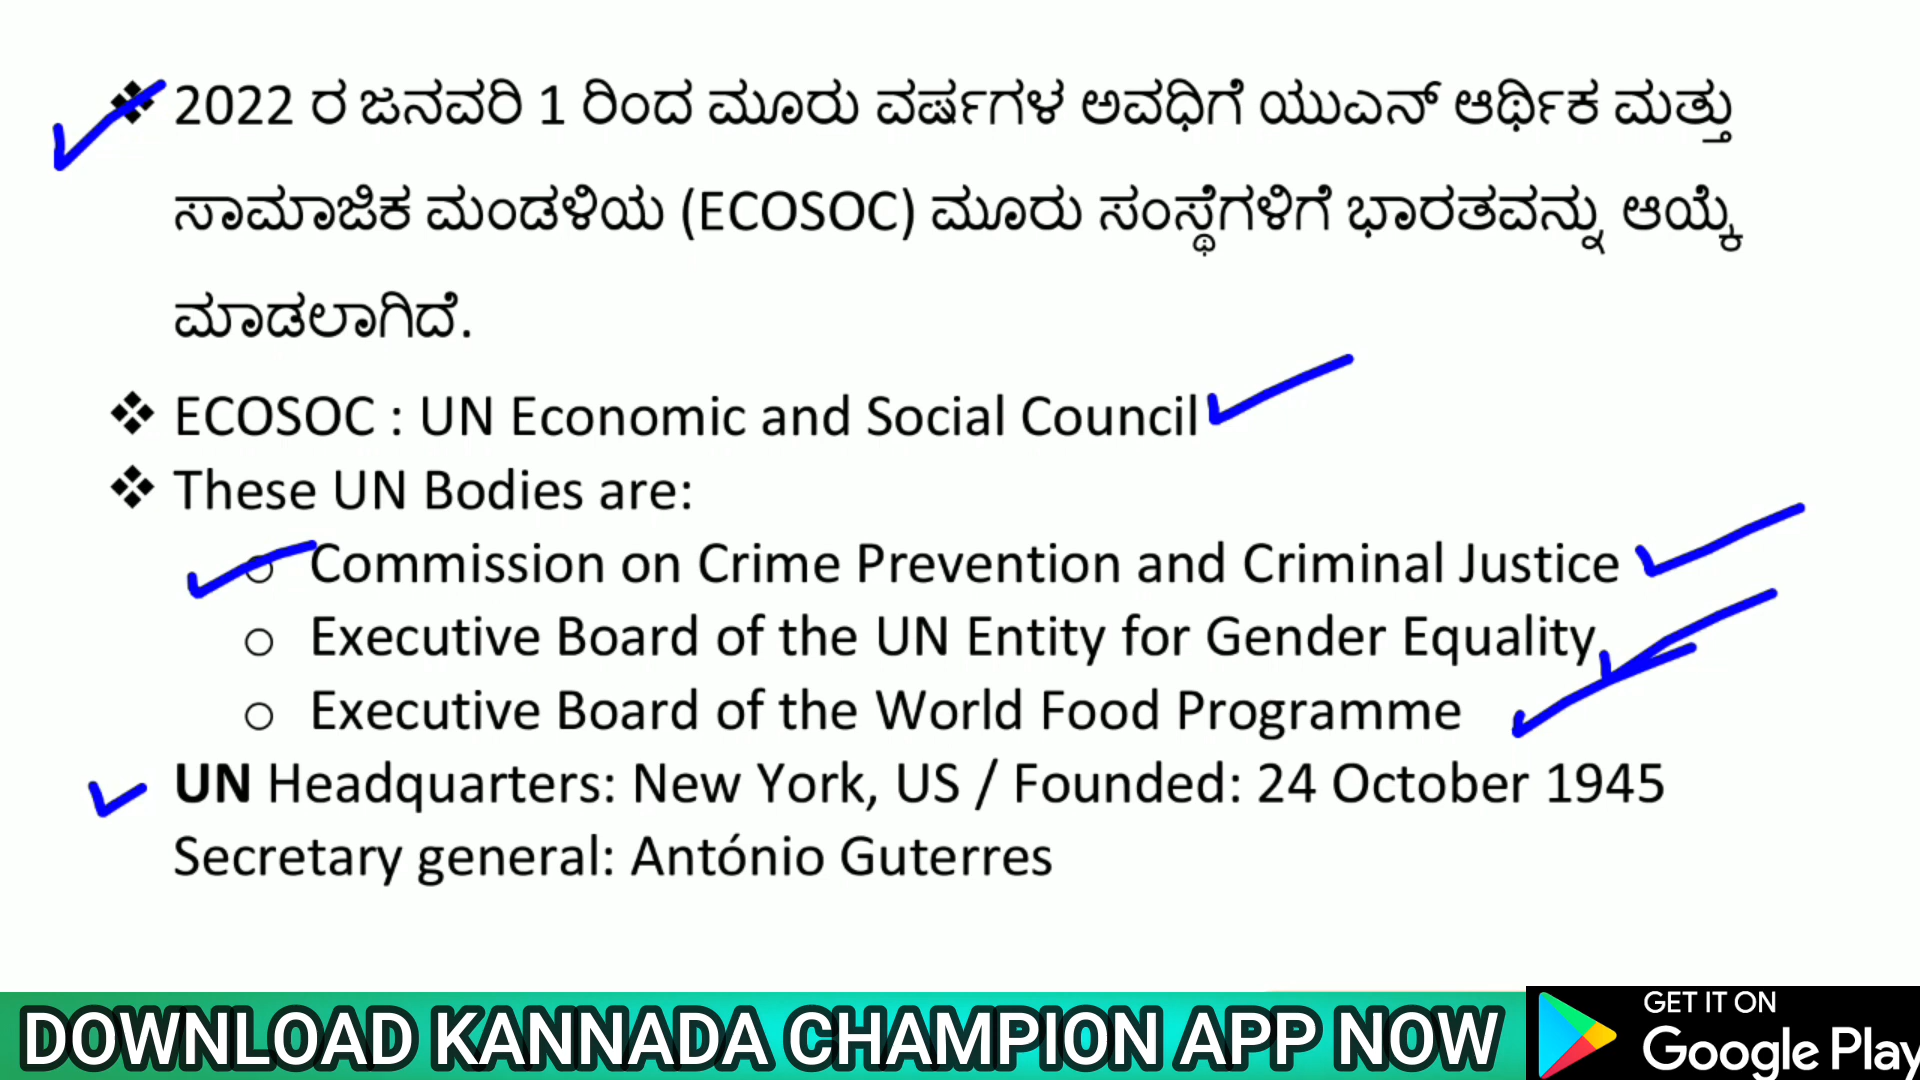 ❖ 2022 ರ ಜನವರಿ 1 ರಿಂದ ಮೂರು ವರ್ಷಗಳ ಅವಧಿಗೆ ಯುಎನ್ ಆರ್ಥಿಕ ಮತ್ತು
ಸಾಮಾಜಿಕ ಮಂಡಳಿಯ (ECOSOC) ಮೂರು ಸಂಸ್ಥೆಗಳಿಗೆ ಭಾರತವನ್ನು ಆಯ್ಕೆ
ಮಾಡಲಾಗಿದೆ.
❖ ECOSOC : UN Economic and Social Council
❖ These UN Bodies are:
o Commission on Crime Prevention and Criminal Justice
o Executive Board of the UN Entity for Gender Equality
o Executive Board of the World Food Programme
UN Headquarters: New York, US / Founded: 24 October 1945
Secretary general: António Guterres
DOWNLOAD KANNADA CHAMPION APP NOW
GET IT ON
Google Play